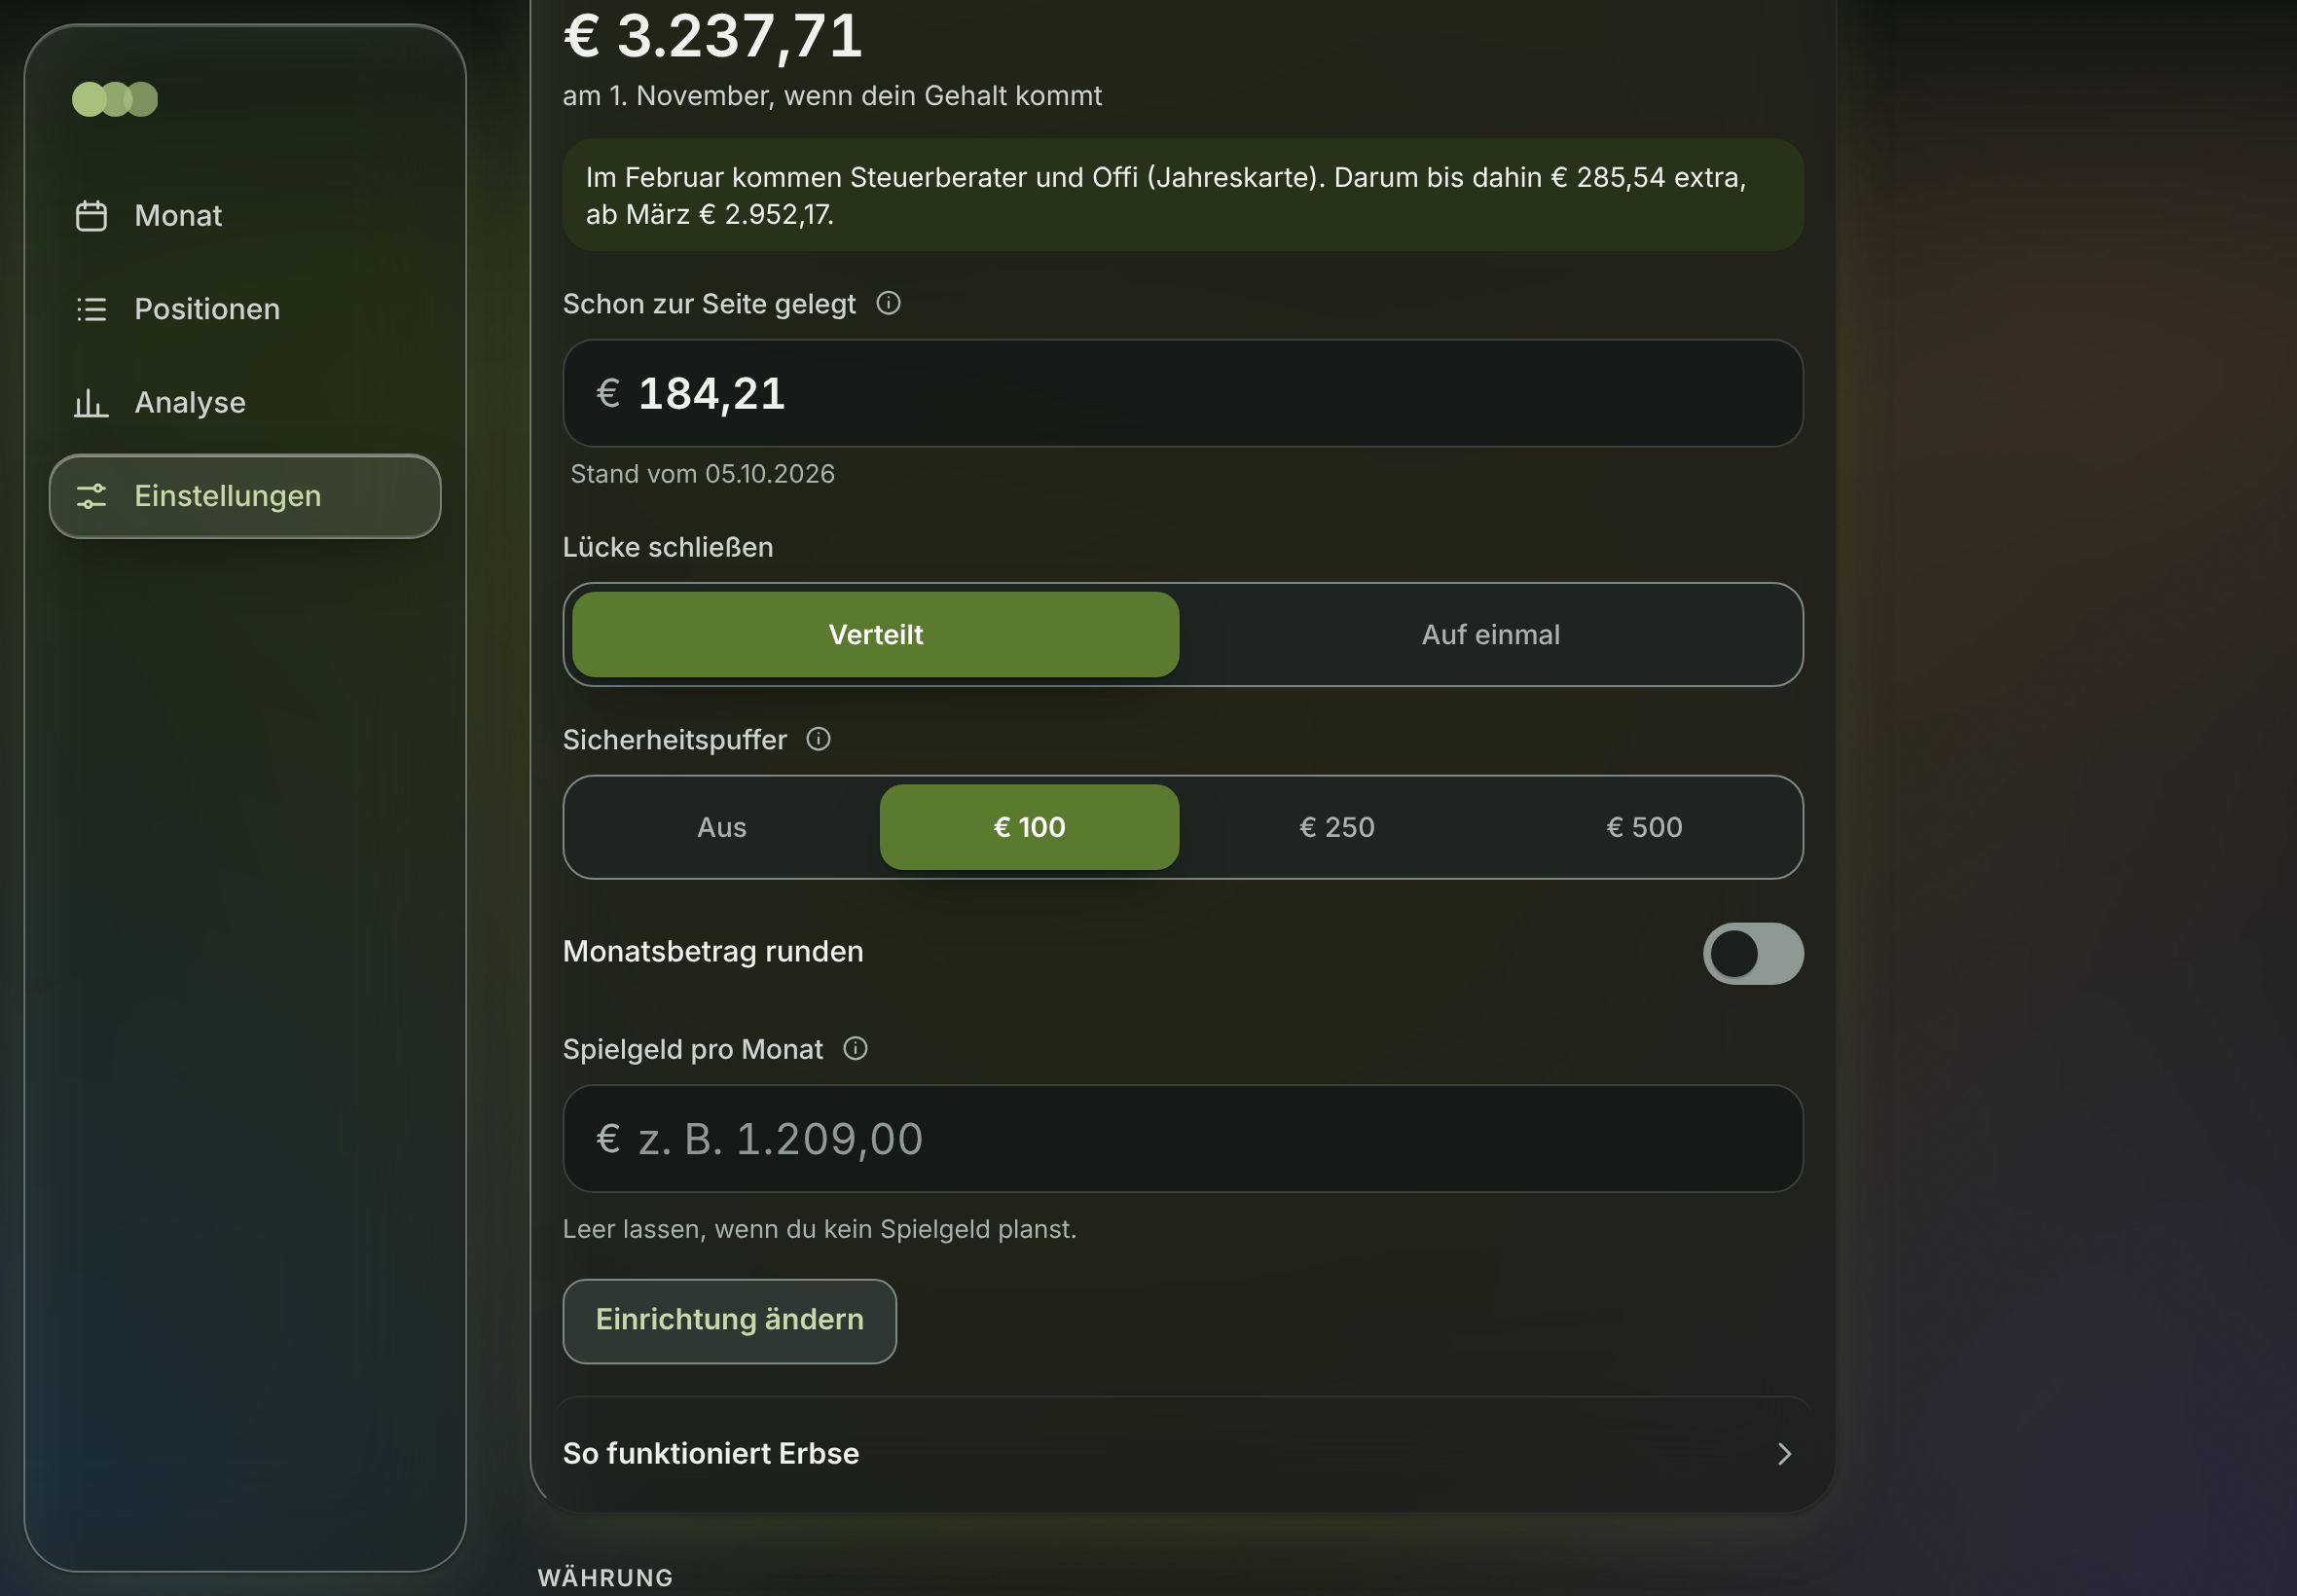 € 3.237,71
am 1. November, wenn dein Gehalt kommt
Im Februar kommen Steuerberater und Offi (Jahreskarte). Darum bis dahin € 285,54 extra,
ab März € 2.952,17.
Schon zur Seite gelegt
€ 184,21
Stand vom 05.10.2026
Lücke schließen
Verteilt
Auf einmal
Sicherheitspuffer
Aus
€ 100
€ 250
€ 500
Monatsbetrag runden
Spielgeld pro Monat
€ z. B. 1.209,00
Leer lassen, wenn du kein Spielgeld planst.
Einrichtung ändern
So funktioniert Erbse
WÄHRUNG
Monat
Positionen
Analyse
Einstellungen